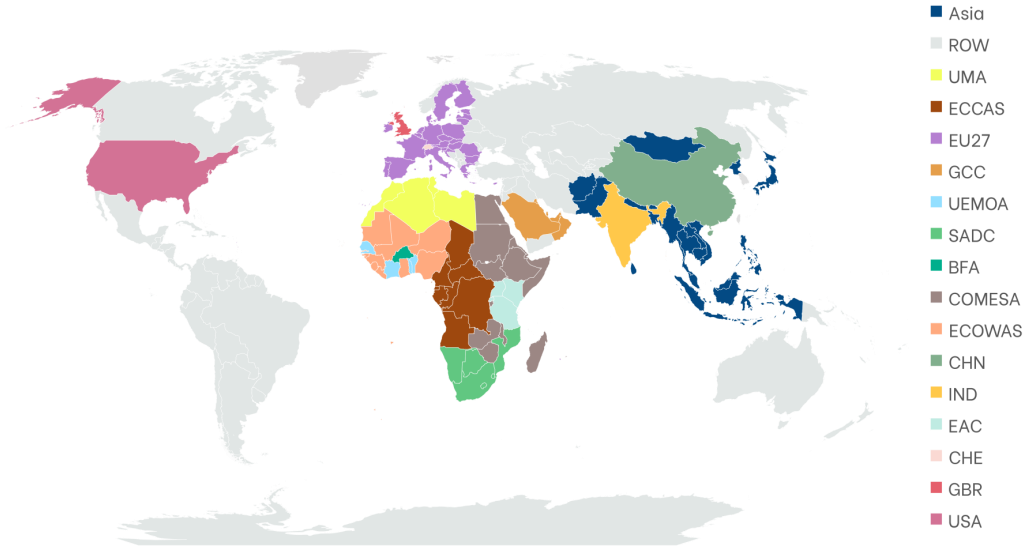 Asia
ROW
UMA
ECCAS
EU27
GCC
UEMOA
SADC
BFA
COMESA
ECOWAS
CHN
IND
EAC
CHE
GBR
USA